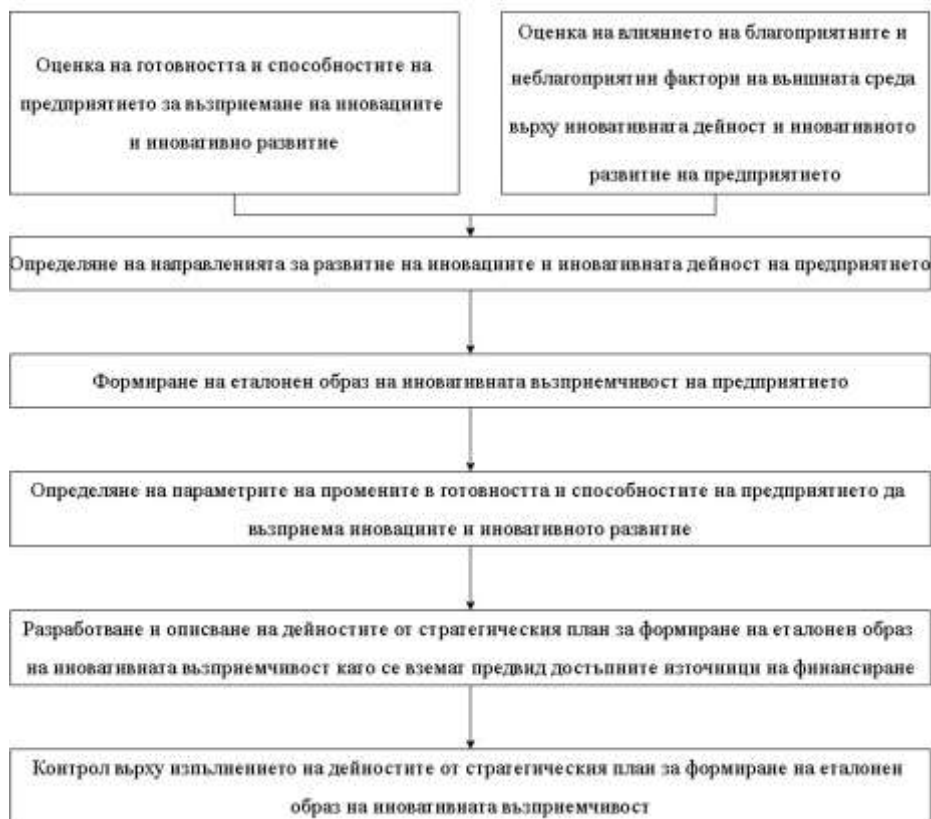 Оценка на готовността и способностите на
предприятието за възприемане на иновациите
и иновативно развитие
Оценка на влиянието на благоприятните и
неблагоприятни фактори на външната среда
върху иновативната дейност и иновативното
развитие на предприятието
Определяне на направленията за развитие на иновациите и иновативната дейност на предприятието
Формиране на еталонен образ на иновативната възприемчивост на предприятието
Определяне на параметрите на промените в готовността и способностите на предприятието да
възприема иновациите и иновативното развитие
Разработване и описване на дейностите от стратегическия план за формиране на еталонен образ
на иновативната възприемчивост като се вземат предвид достъпните източници на финансиране
Контрол върху изпълнението на дейностите от стратегическия план за формиране на еталонен
образ на иновативната възприемчивост